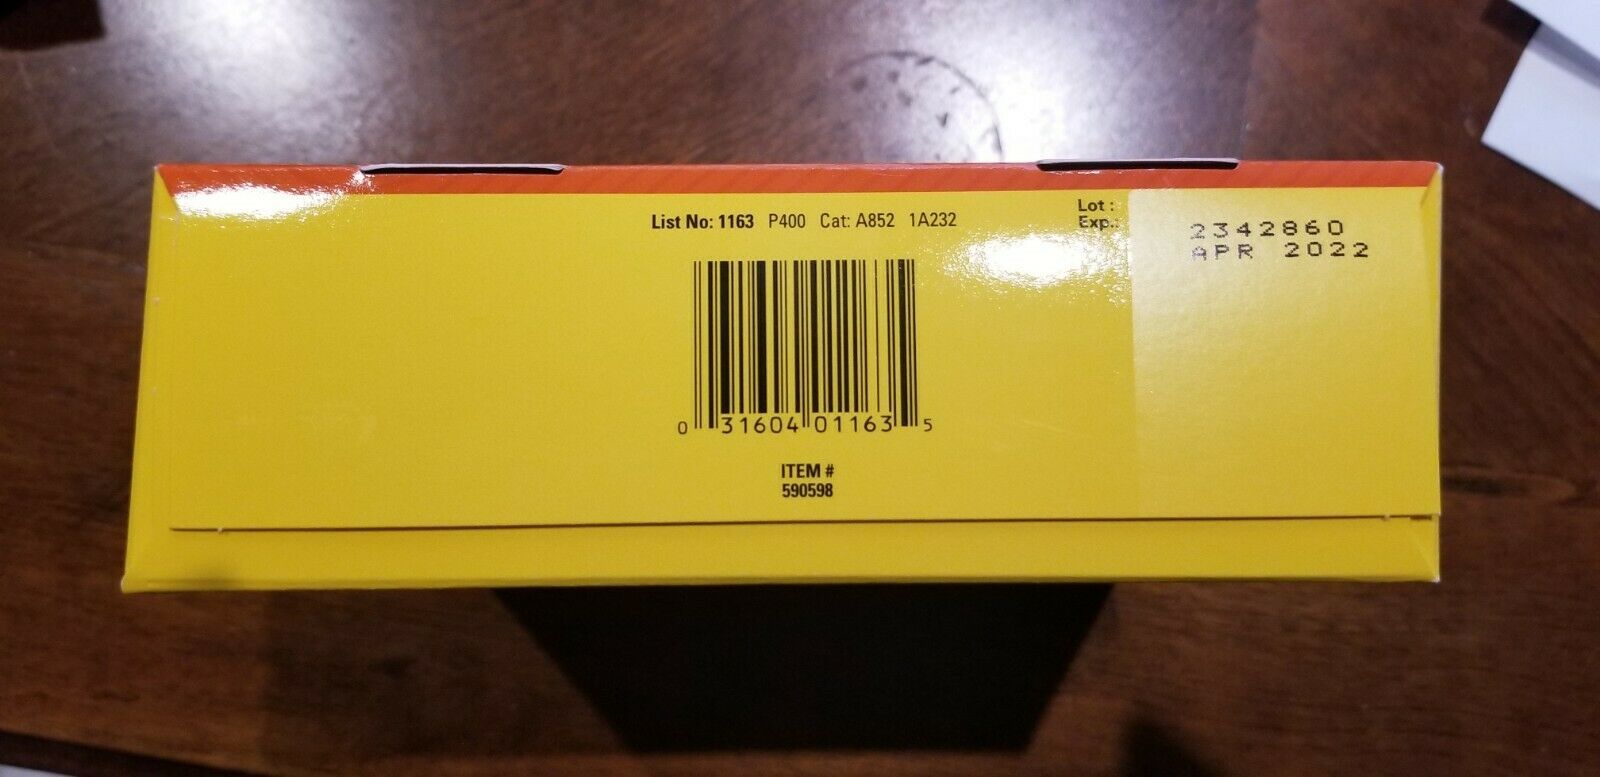 List No: 1163 P400 Cat: A852 1A232
Lot :
Exp.:
2342860
APR 2022
0 31604 01163 5
ITEM #
590598